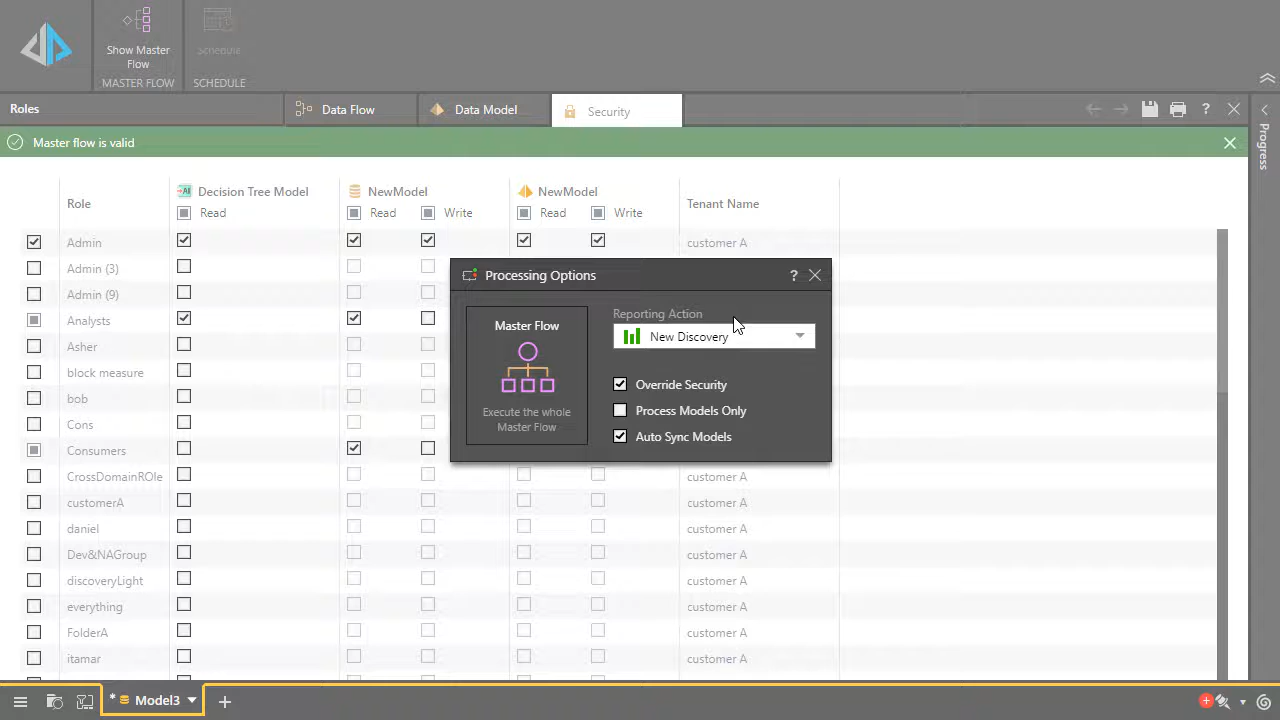 Show Master
Flow
MASTER FLOW
Schedule
SCHEDULE
Roles
Data Flow
Data Model
Security
?
Progress
Master flow is valid
Role
AI
Decision Tree Model
Read
NewModel
Read
Write
NewModel
Read
Write
Tenant Name
Admin
customer A
Admin (3)
Admin (9)
Analysts
Asher
block measure
bob
Cons
Consumers
CrossDomainROle
customer A
customerA
customer A
daniel
customer A
Dev&NAGroup
customer A
discoveryLight
customer A
everything
customer A
FolderA
customer A
itamar
customer A
Processing Options
?
Master Flow
Execute the whole
Master Flow
Reporting Action
New Discovery
Override Security
Process Models Only
Auto Sync Models
* Model3
+